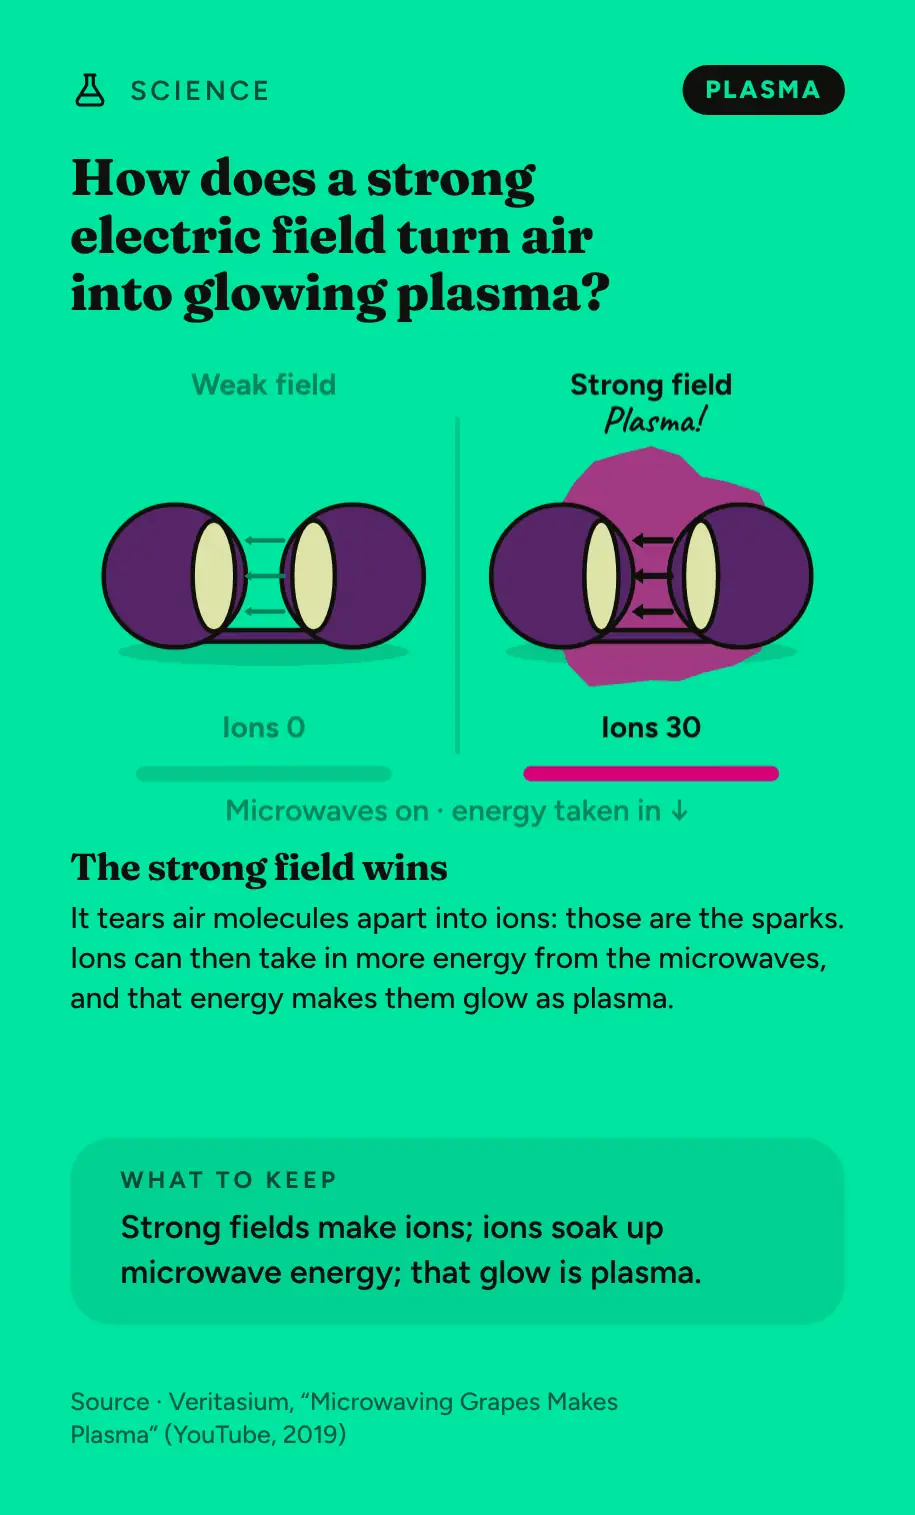 SCIENCE
PLASMA
How does a strong
electric field turn air
into glowing plasma?
Weak field
Strong field
Plasma!
Ions 0
Ions 30
Microwaves on · energy taken in ↓
The strong field wins
It tears air molecules apart into ions: those are the sparks.
Ions can then take in more energy from the microwaves,
and that energy makes them glow as plasma.
WHAT TO KEEP
Strong fields make ions; ions soak up
microwave energy; that glow is plasma.
Source · Veritasium, “Microwaving Grapes Makes
Plasma” (YouTube, 2019)